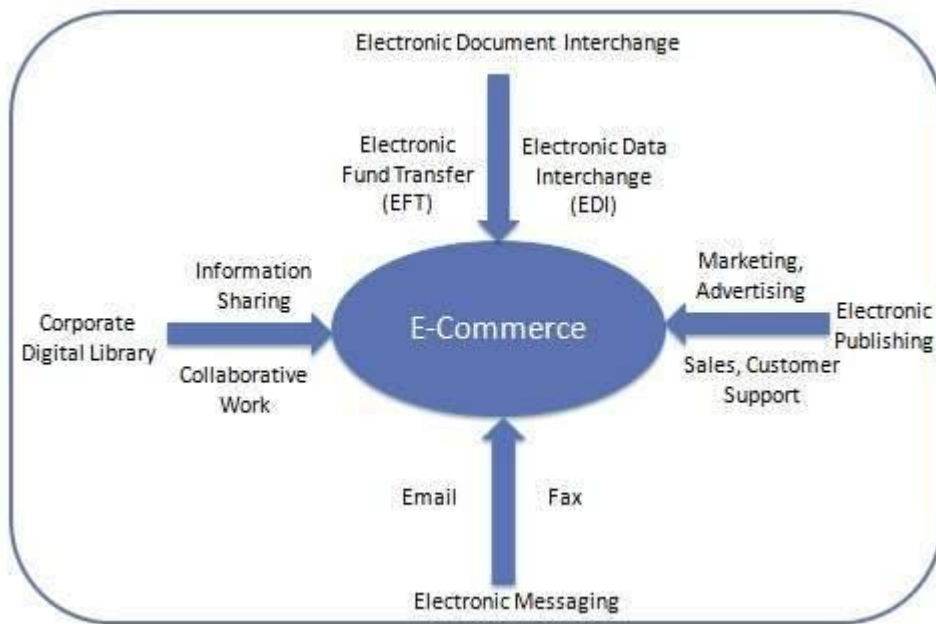 Electronic Document Interchange
Electronic
Fund Transfer
(EFT)
Electronic Data
Interchange
(EDI)
Information
Sharing
Marketing,
Advertising
Corporate
Digital Library
E-Commerce
Electronic
Publishing
Collaborative
Work
Sales, Customer
Support
Email
Fax
Electronic Messaging